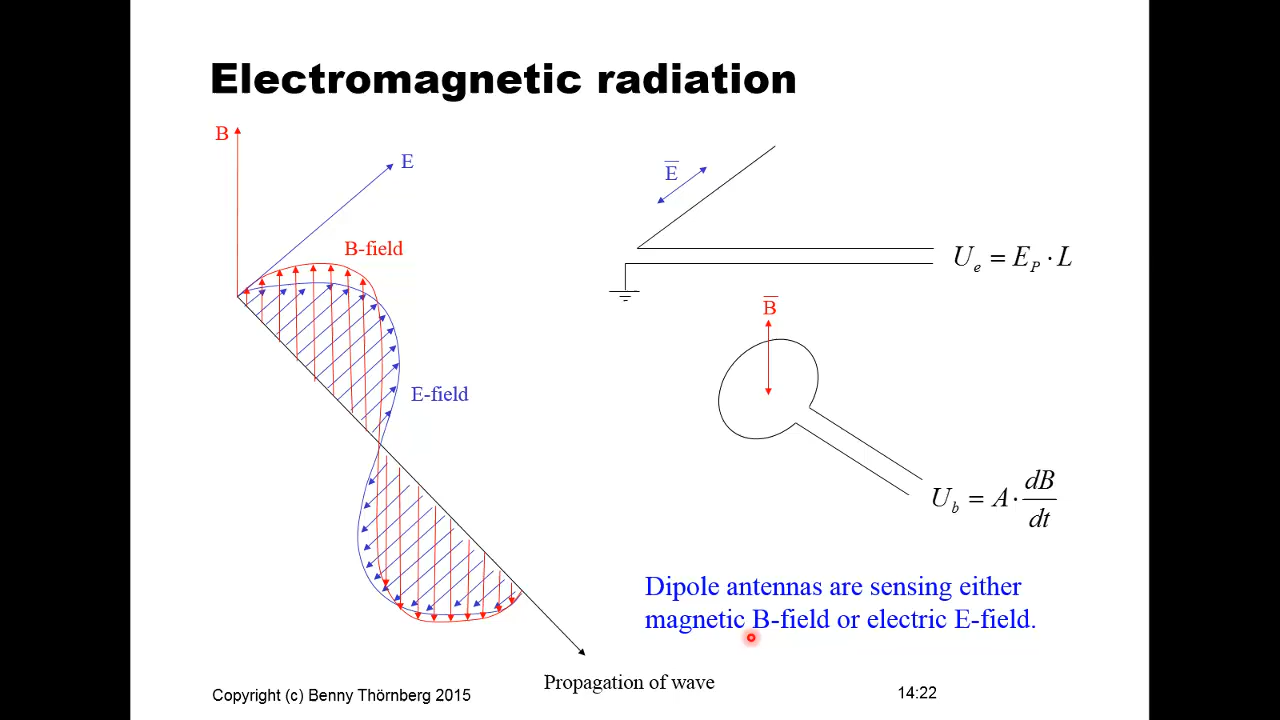 Electromagnetic radiation
B
E
B-field
E-field
Propagation of wave
E̅
U_e = E_P · L
B̅
U_b = A · dB/dt
Dipole antennas are sensing either
magnetic B-field or electric E-field.
Copyright (c) Benny Thörnberg 2015
14:22